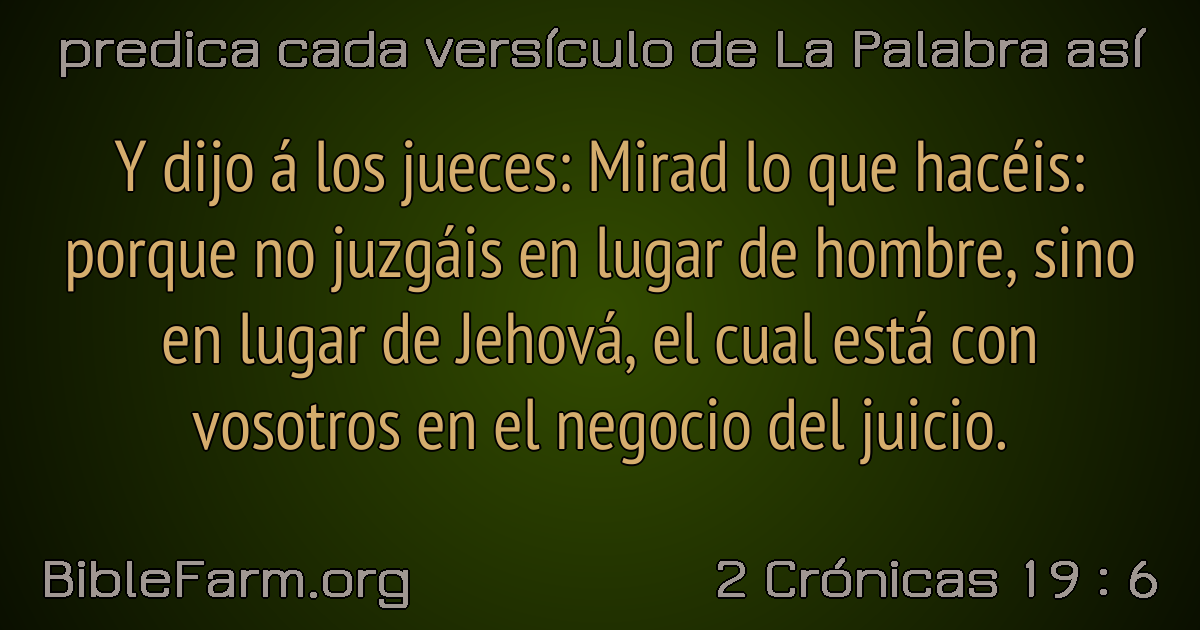 predica cada versículo de La Palabra así
Y dijo á los jueces: Mirad lo que hacéis:
porque no juzgáis en lugar de hombre, sino
en lugar de Jehová, el cual está con
vosotros en el negocio del juicio.
BibleFarm.org
2 Crónicas 19 : 6